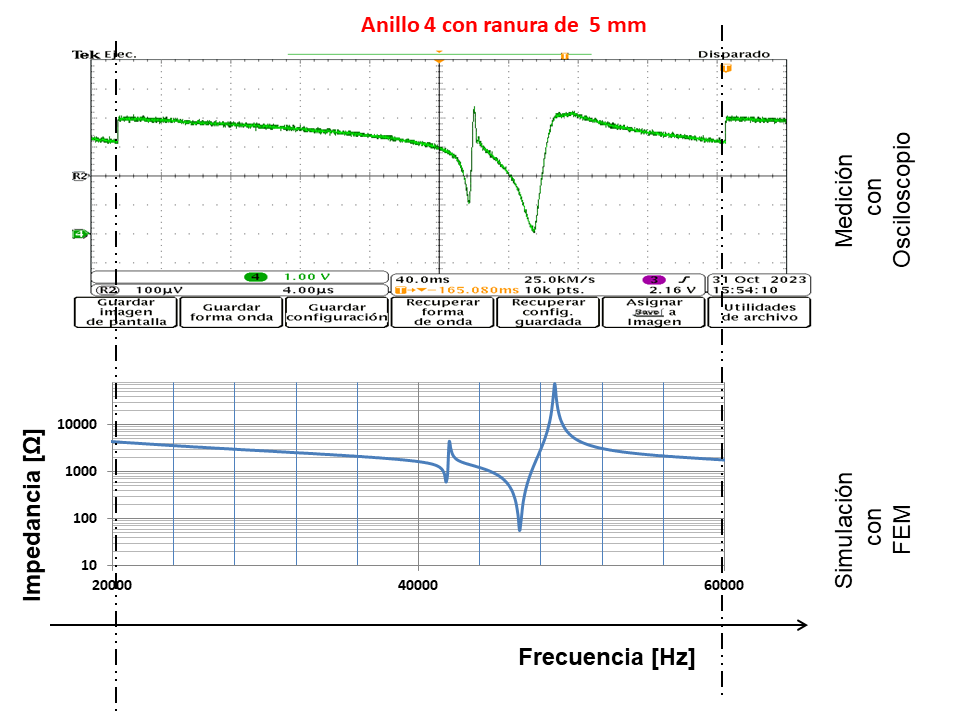 Anillo 4 con ranura de 5 mm
Tek Ejec.
Disparado
T
T
R2
4
4 1.00 V
R2 100µV 4.00µs
40.0ms 25.0kM/s 3
T→▼−165.080ms 10k pts. 2.16 V
31 Oct 2023
15:54:10
Guardar
imagen
de pantalla
Guardar
forma onda
Guardar
configuración
Recuperar
forma
de onda
Recuperar
config.
guardada
Asignar
Save a
Imagen
Utilidades
de archivo
Medición
con
Osciloscopio
Impedancia [Ω]
10000
1000
100
10
20000
40000
60000
Simulación
con
FEM
Frecuencia [Hz]